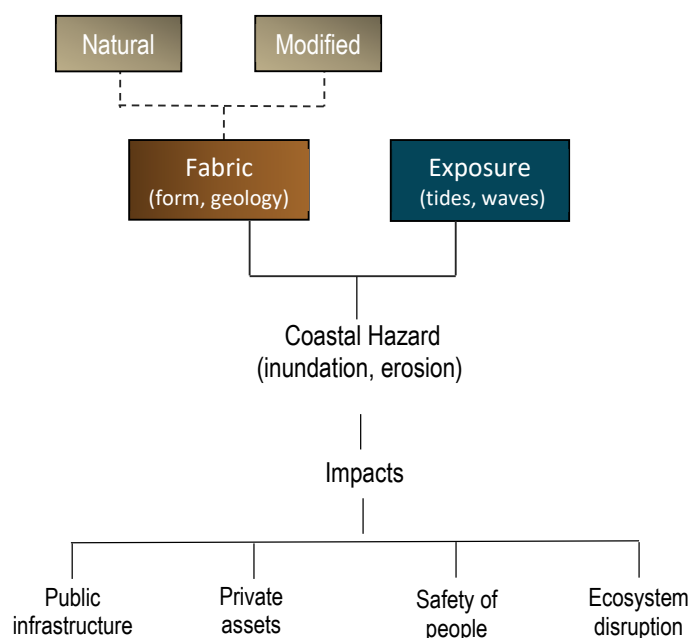 Natural
Modified
Fabric
(form, geology)
Exposure
(tides, waves)
Coastal Hazard
(inundation, erosion)
Impacts
Public
infrastructure
Private
assets
Safety of
people
Ecosystem
disruption